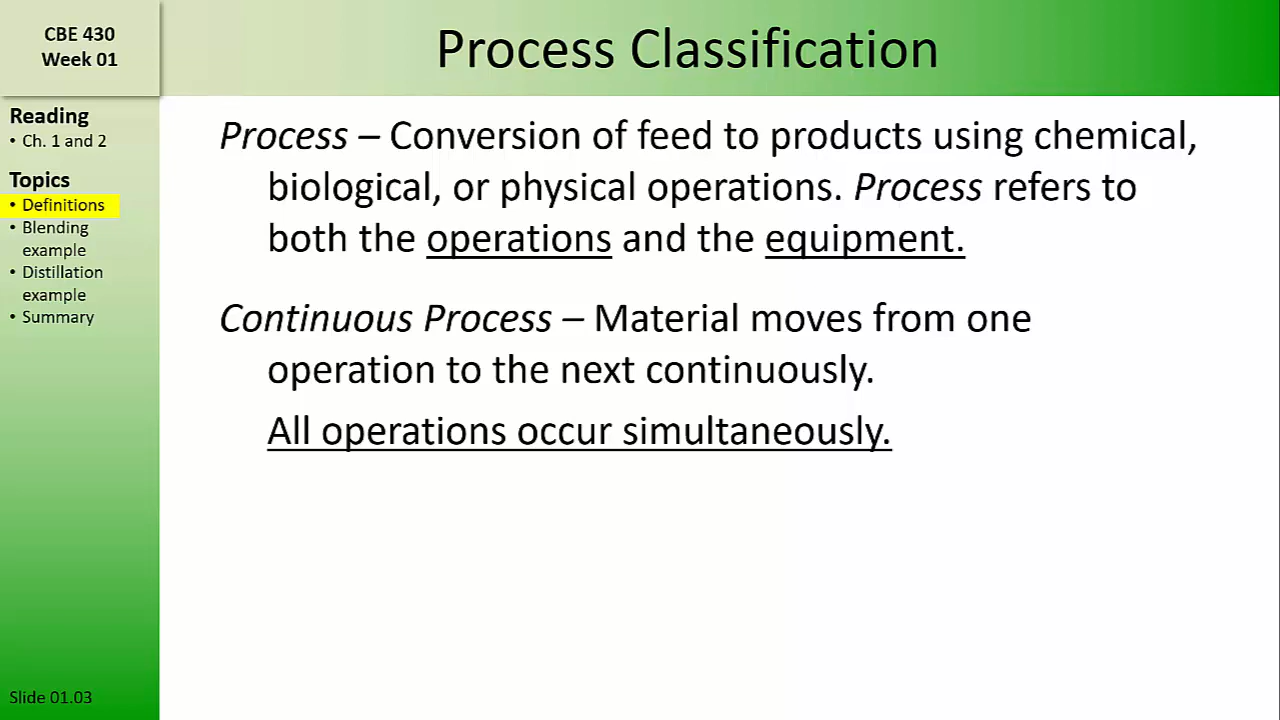 CBE 430
Week 01
Process Classification
Reading
• Ch. 1 and 2
Topics
• Definitions
• Blending
example
• Distillation
example
• Summary
Process – Conversion of feed to products using chemical,
biological, or physical operations. Process refers to
both the operations and the equipment.
Continuous Process – Material moves from one
operation to the next continuously.
All operations occur simultaneously.
Slide 01.03